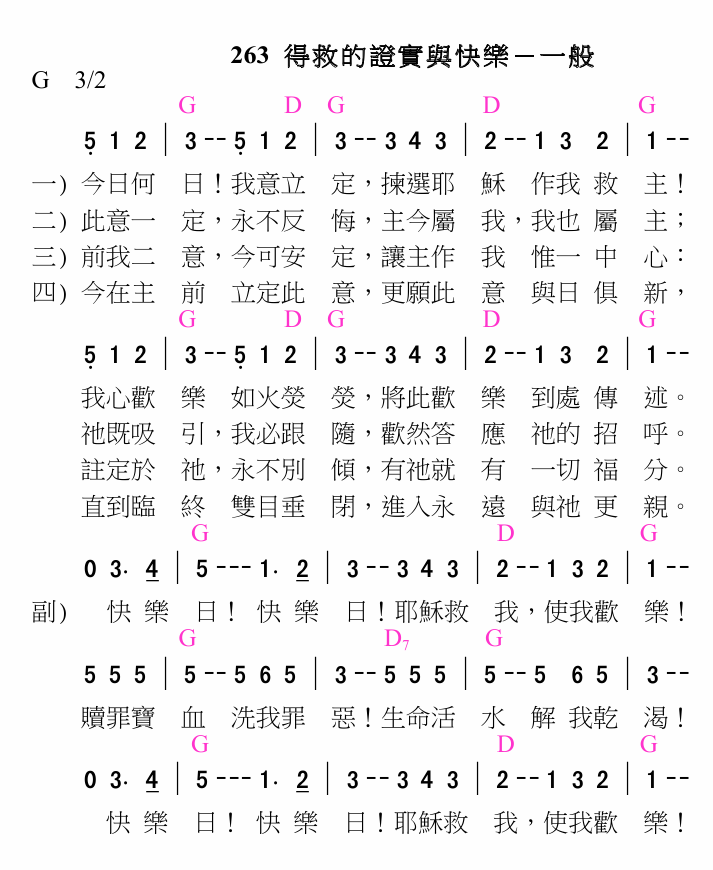 263 得救的證實與快樂－一般
G 3/2
G D G D G
5̣ 1 2 | 3 -- 5̣ 1 2 | 3 -- 3 4 3 | 2 -- 1 3 2 | 1 --
一) 今日何 日！我意立 定，揀選耶 穌 作我 救 主！
二) 此意一 定，永不反 悔，主今屬 我，我也 屬 主；
三) 前我二 意，今可安 定，讓主作 我 惟一 中 心：
四) 今在主 前 立定此 意，更願此 意 與日 俱 新，
G D G D G
5̣ 1 2 | 3 -- 5̣ 1 2 | 3 -- 3 4 3 | 2 -- 1 3 2 | 1 --
我心歡 樂 如火熒 熒，將此歡 樂 到處 傳 述。
祂既吸 引，我必跟 隨，歡然答 應 祂的 招 呼。
註定於 祂，永不別 傾，有祂就 有 一切 福 分。
直到臨 終 雙目垂 閉，進入永 遠 與祂 更 親。
G D G
0 3. 4 | 5 --- 1. 2 | 3 -- 3 4 3 | 2 -- 1 3 2 | 1 --
副) 快 樂 日！ 快 樂 日！耶穌救 我，使我歡 樂！
G D7 G
5 5 5 | 5 -- 5 6 5 | 3 -- 5 5 5 | 5 -- 5 6 5 | 3 --
贖罪寶 血 洗我罪 惡！生命活 水 解 我乾 渴！
G D G
0 3. 4 | 5 --- 1. 2 | 3 -- 3 4 3 | 2 -- 1 3 2 | 1 --
快 樂 日！ 快 樂 日！耶穌救 我，使我歡 樂！